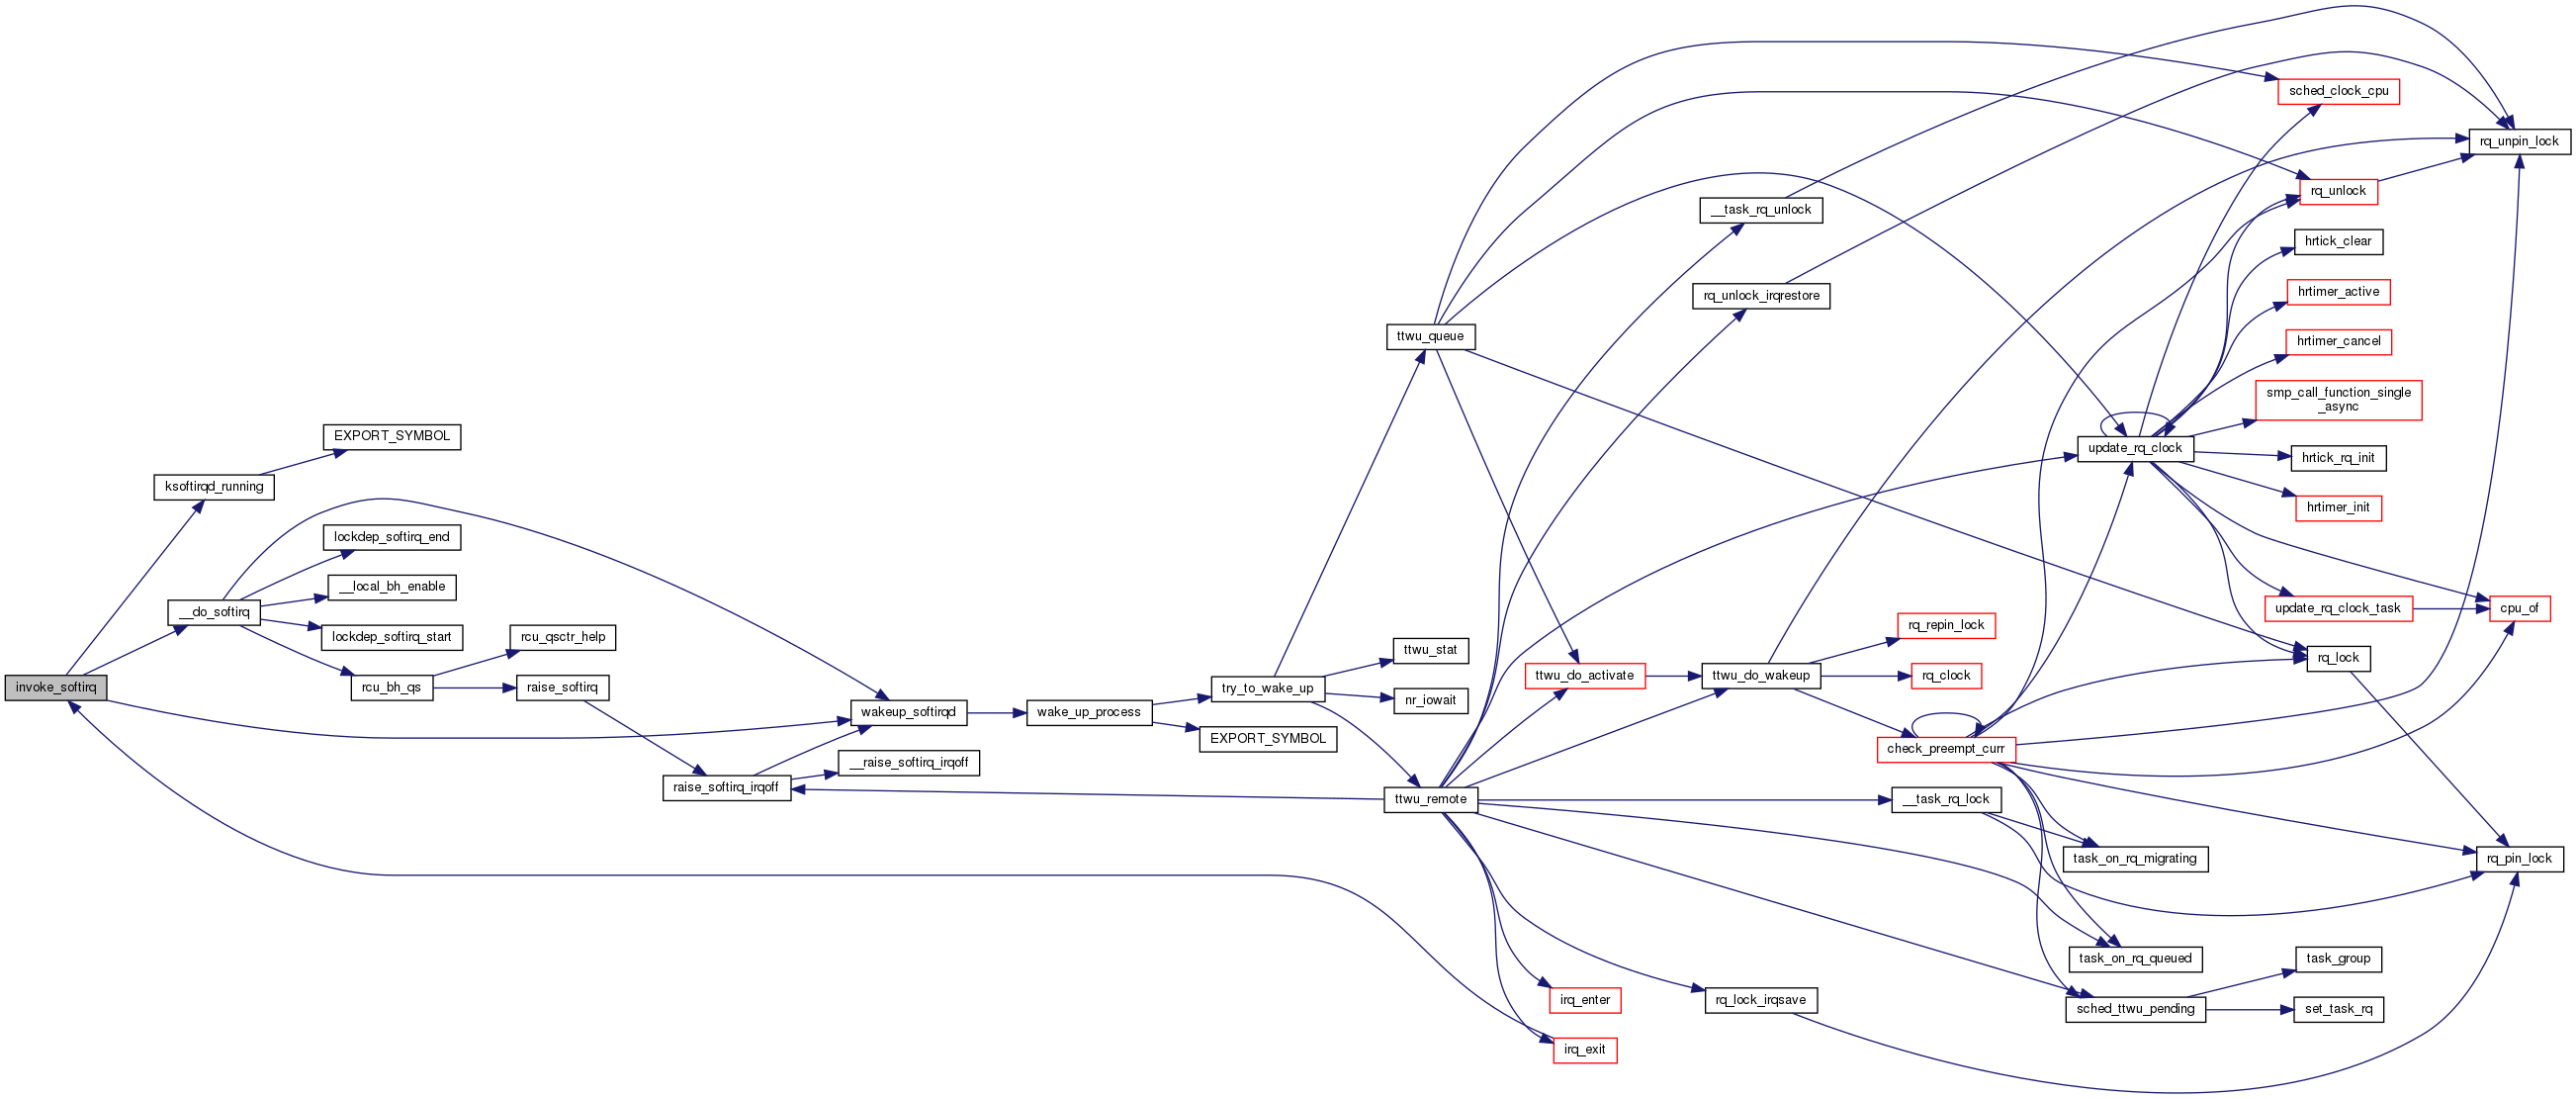 invoke_softirq
ksoftirqd_running
EXPORT_SYMBOL
__do_softirq
lockdep_softirq_end
__local_bh_enable
lockdep_softirq_start
rcu_bh_qs
rcu_qsctr_help
raise_softirq
raise_softirq_irqoff
wakeup_softirqd
__raise_softirq_irqoff
wake_up_process
try_to_wake_up
EXPORT_SYMBOL
ttwu_queue
ttwu_stat
nr_iowait
ttwu_remote
ttwu_do_activate
irq_enter
irq_exit
__task_rq_unlock
rq_unlock_irqrestore
ttwu_do_wakeup
rq_lock_irqsave
rq_repin_lock
rq_clock
check_preempt_curr
__task_rq_lock
update_rq_clock
task_on_rq_migrating
task_on_rq_queued
sched_ttwu_pending
sched_clock_cpu
rq_unlock
hrtick_clear
hrtimer_active
hrtimer_cancel
smp_call_function_single
_async
hrtick_rq_init
hrtimer_init
update_rq_clock_task
rq_lock
task_group
set_task_rq
rq_unpin_lock
cpu_of
rq_pin_lock